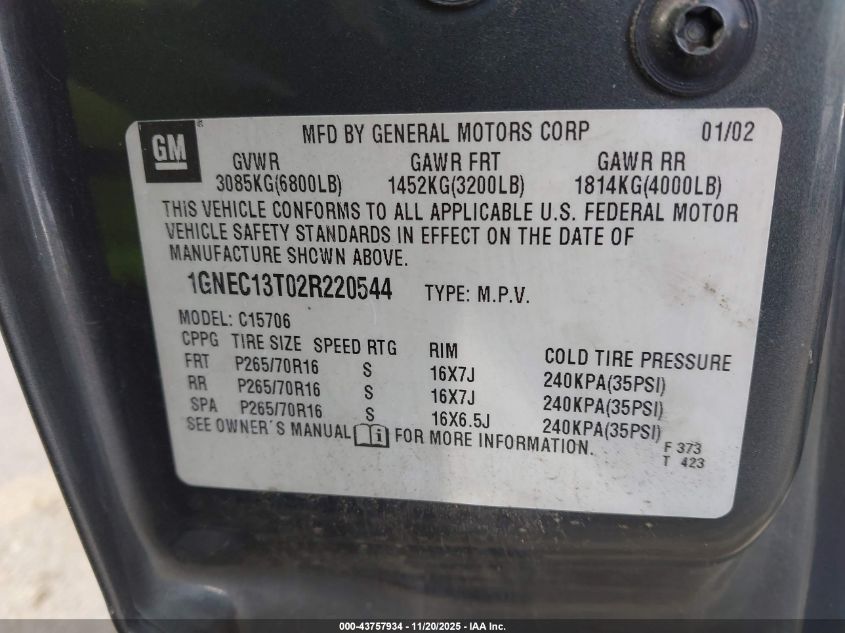 GM
MFD BY GENERAL MOTORS CORP 01/02
GVWR GAWR FRT GAWR RR
3085KG(6800LB) 1452KG(3200LB) 1814KG(4000LB)
THIS VEHICLE CONFORMS TO ALL APPLICABLE U.S. FEDERAL MOTOR
VEHICLE SAFETY STANDARDS IN EFFECT ON THE DATE OF
MANUFACTURE SHOWN ABOVE.
1GNEC13T02R220544 TYPE: M.P.V.
MODEL: C15706
CPPG TIRE SIZE SPEED RTG RIM COLD TIRE PRESSURE
FRT P265/70R16 S 16X7J 240KPA(35PSI)
RR P265/70R16 S 16X7J 240KPA(35PSI)
SPA P265/70R16 S 16X6.5J 240KPA(35PSI)
SEE OWNER´S MANUAL FOR MORE INFORMATION.
F 373
T 423
000-43757934 | 11/20/2025 - IAA Inc.